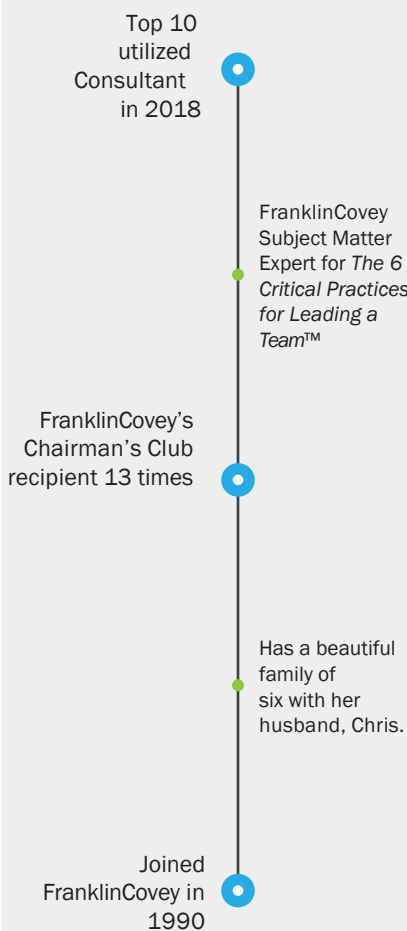 Top 10
utilized
Consultant
in 2018
FranklinCovey
Subject Matter
Expert for The 6
Critical Practices
for Leading a
Team™
FranklinCovey’s
Chairman’s Club
recipient 13 times
Has a beautiful
family of
six with her
husband, Chris.
Joined
FranklinCovey in
1990